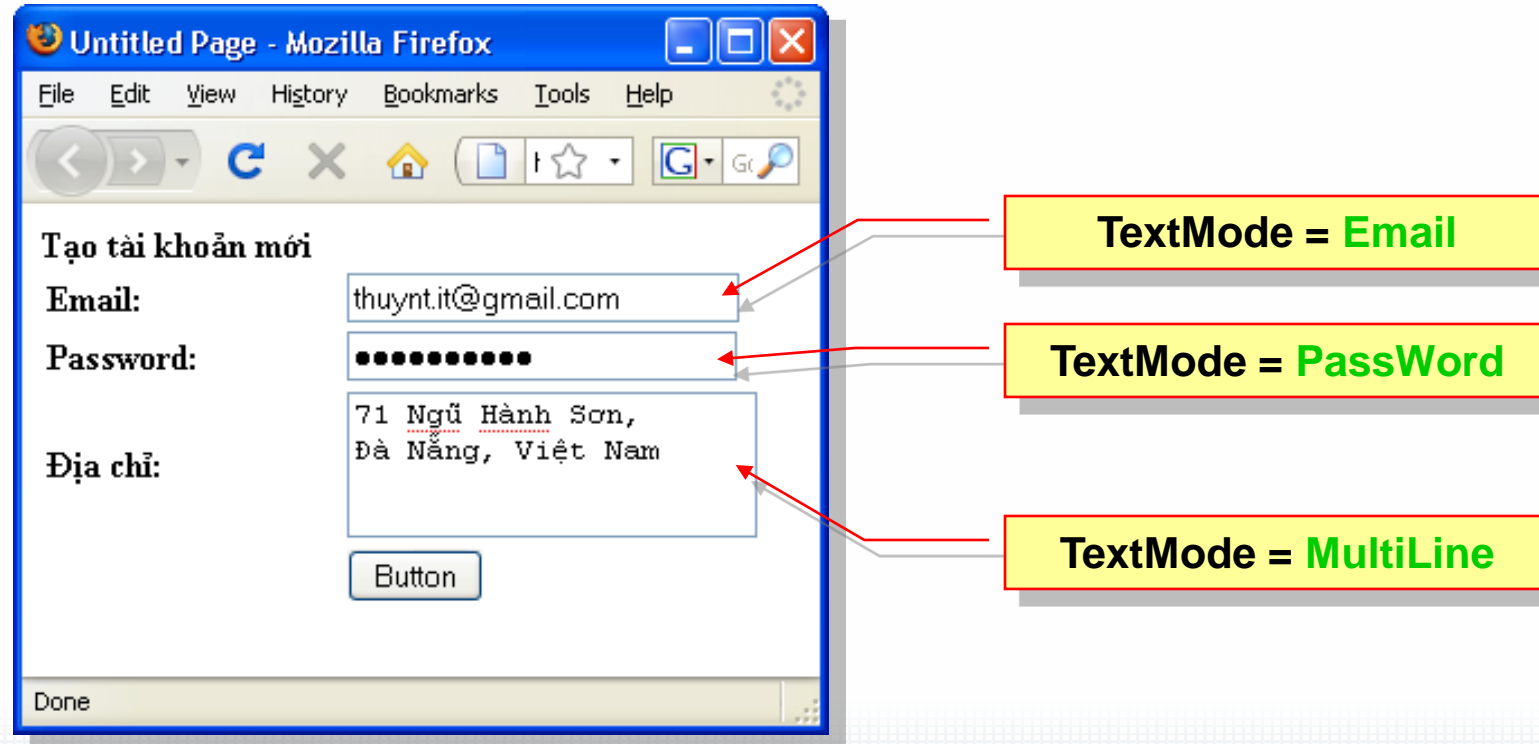 Untitled Page - Mozilla Firefox
File Edit View History Bookmarks Tools Help
G
Tạo tài khoản mới
Email: thuynt.it@gmail.com
Password: ●●●●●●●●●●
Địa chỉ:
71 Ngũ Hành Sơn,
Đà Nẵng, Việt Nam
Button
Done
TextMode = Email
TextMode = PassWord
TextMode = MultiLine